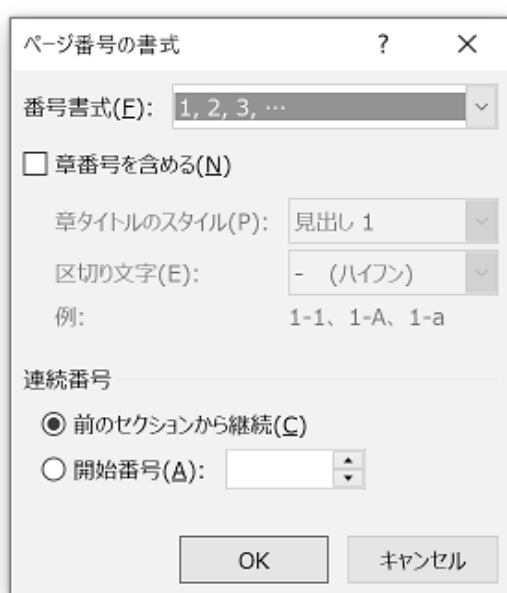 ページ番号の書式 ?
番号書式(F): 1, 2, 3, …
章番号を含める(N)
章タイトルのスタイル(P): 見出し 1
区切り文字(E): - (ハイフン)
例: 1-1、1-A、1-a
連続番号
前のセクションから継続(C)
開始番号(A):
OK キャンセル